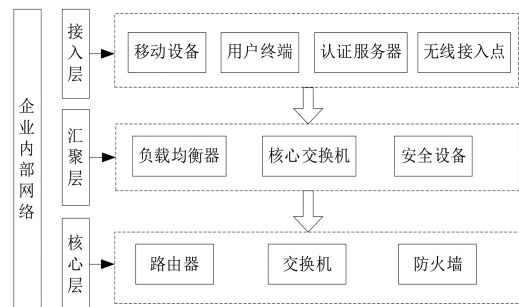 企业内部网络
接入层
移动设备
用户终端
认证服务器
无线接入点
汇聚层
负载均衡器
核心交换机
安全设备
核心层
路由器
交换机
防火墙